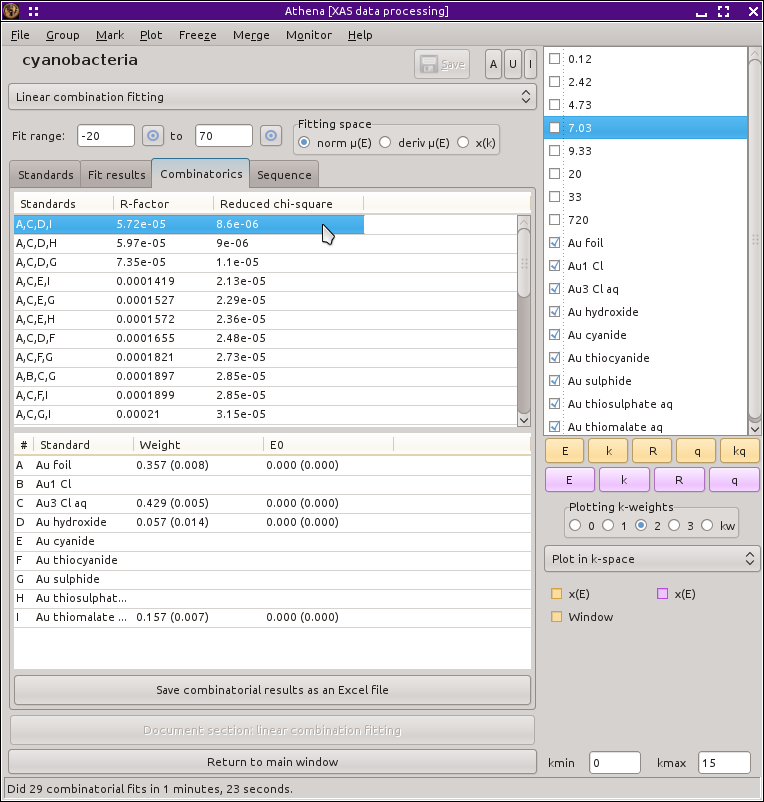 Athena [XAS data processing]
File Group Mark Plot Freeze Merge Monitor Help
cyanobacteria
Save A U I
Linear combination fitting
Fit range: -20 to 70
Fitting space
norm μ(E) deriv μ(E) χ(k)
Standards Fit results Combinatorics Sequence
Standards R-factor Reduced chi-square
A,C,D,I 5.72e-05 8.6e-06
A,C,D,H 5.97e-05 9e-06
A,C,D,G 7.35e-05 1.1e-05
A,C,E,I 0.0001419 2.13e-05
A,C,E,G 0.0001527 2.29e-05
A,C,E,H 0.0001572 2.36e-05
A,C,D,F 0.0001655 2.48e-05
A,C,F,G 0.0001821 2.73e-05
A,B,C,G 0.0001897 2.85e-05
A,C,F,I 0.0001899 2.85e-05
A,C,G,I 0.00021 3.15e-05
# Standard Weight E0
A Au foil 0.357 (0.008) 0.000 (0.000)
B Au1 Cl
C Au3 Cl aq 0.429 (0.005) 0.000 (0.000)
D Au hydroxide 0.057 (0.014) 0.000 (0.000)
E Au cyanide
F Au thiocyanide
G Au sulphide
H Au thiosulphat...
I Au thiomalate ... 0.157 (0.007) 0.000 (0.000)
Save combinatorial results as an Excel file
Document section: linear combination fitting
Return to main window
0.12
2.42
4.73
7.03
9.33
20
33
720
Au foil
Au1 Cl
Au3 Cl aq
Au hydroxide
Au cyanide
Au thiocyanide
Au sulphide
Au thiosulphate aq
Au thiomalate aq
E k R q kq
E k R q
Plotting k-weights
0 1 2 3 kw
Plot in k-space
χ(E) χ(E)
Window
kmin 0 kmax 15
Did 29 combinatorial fits in 1 minutes, 23 seconds.